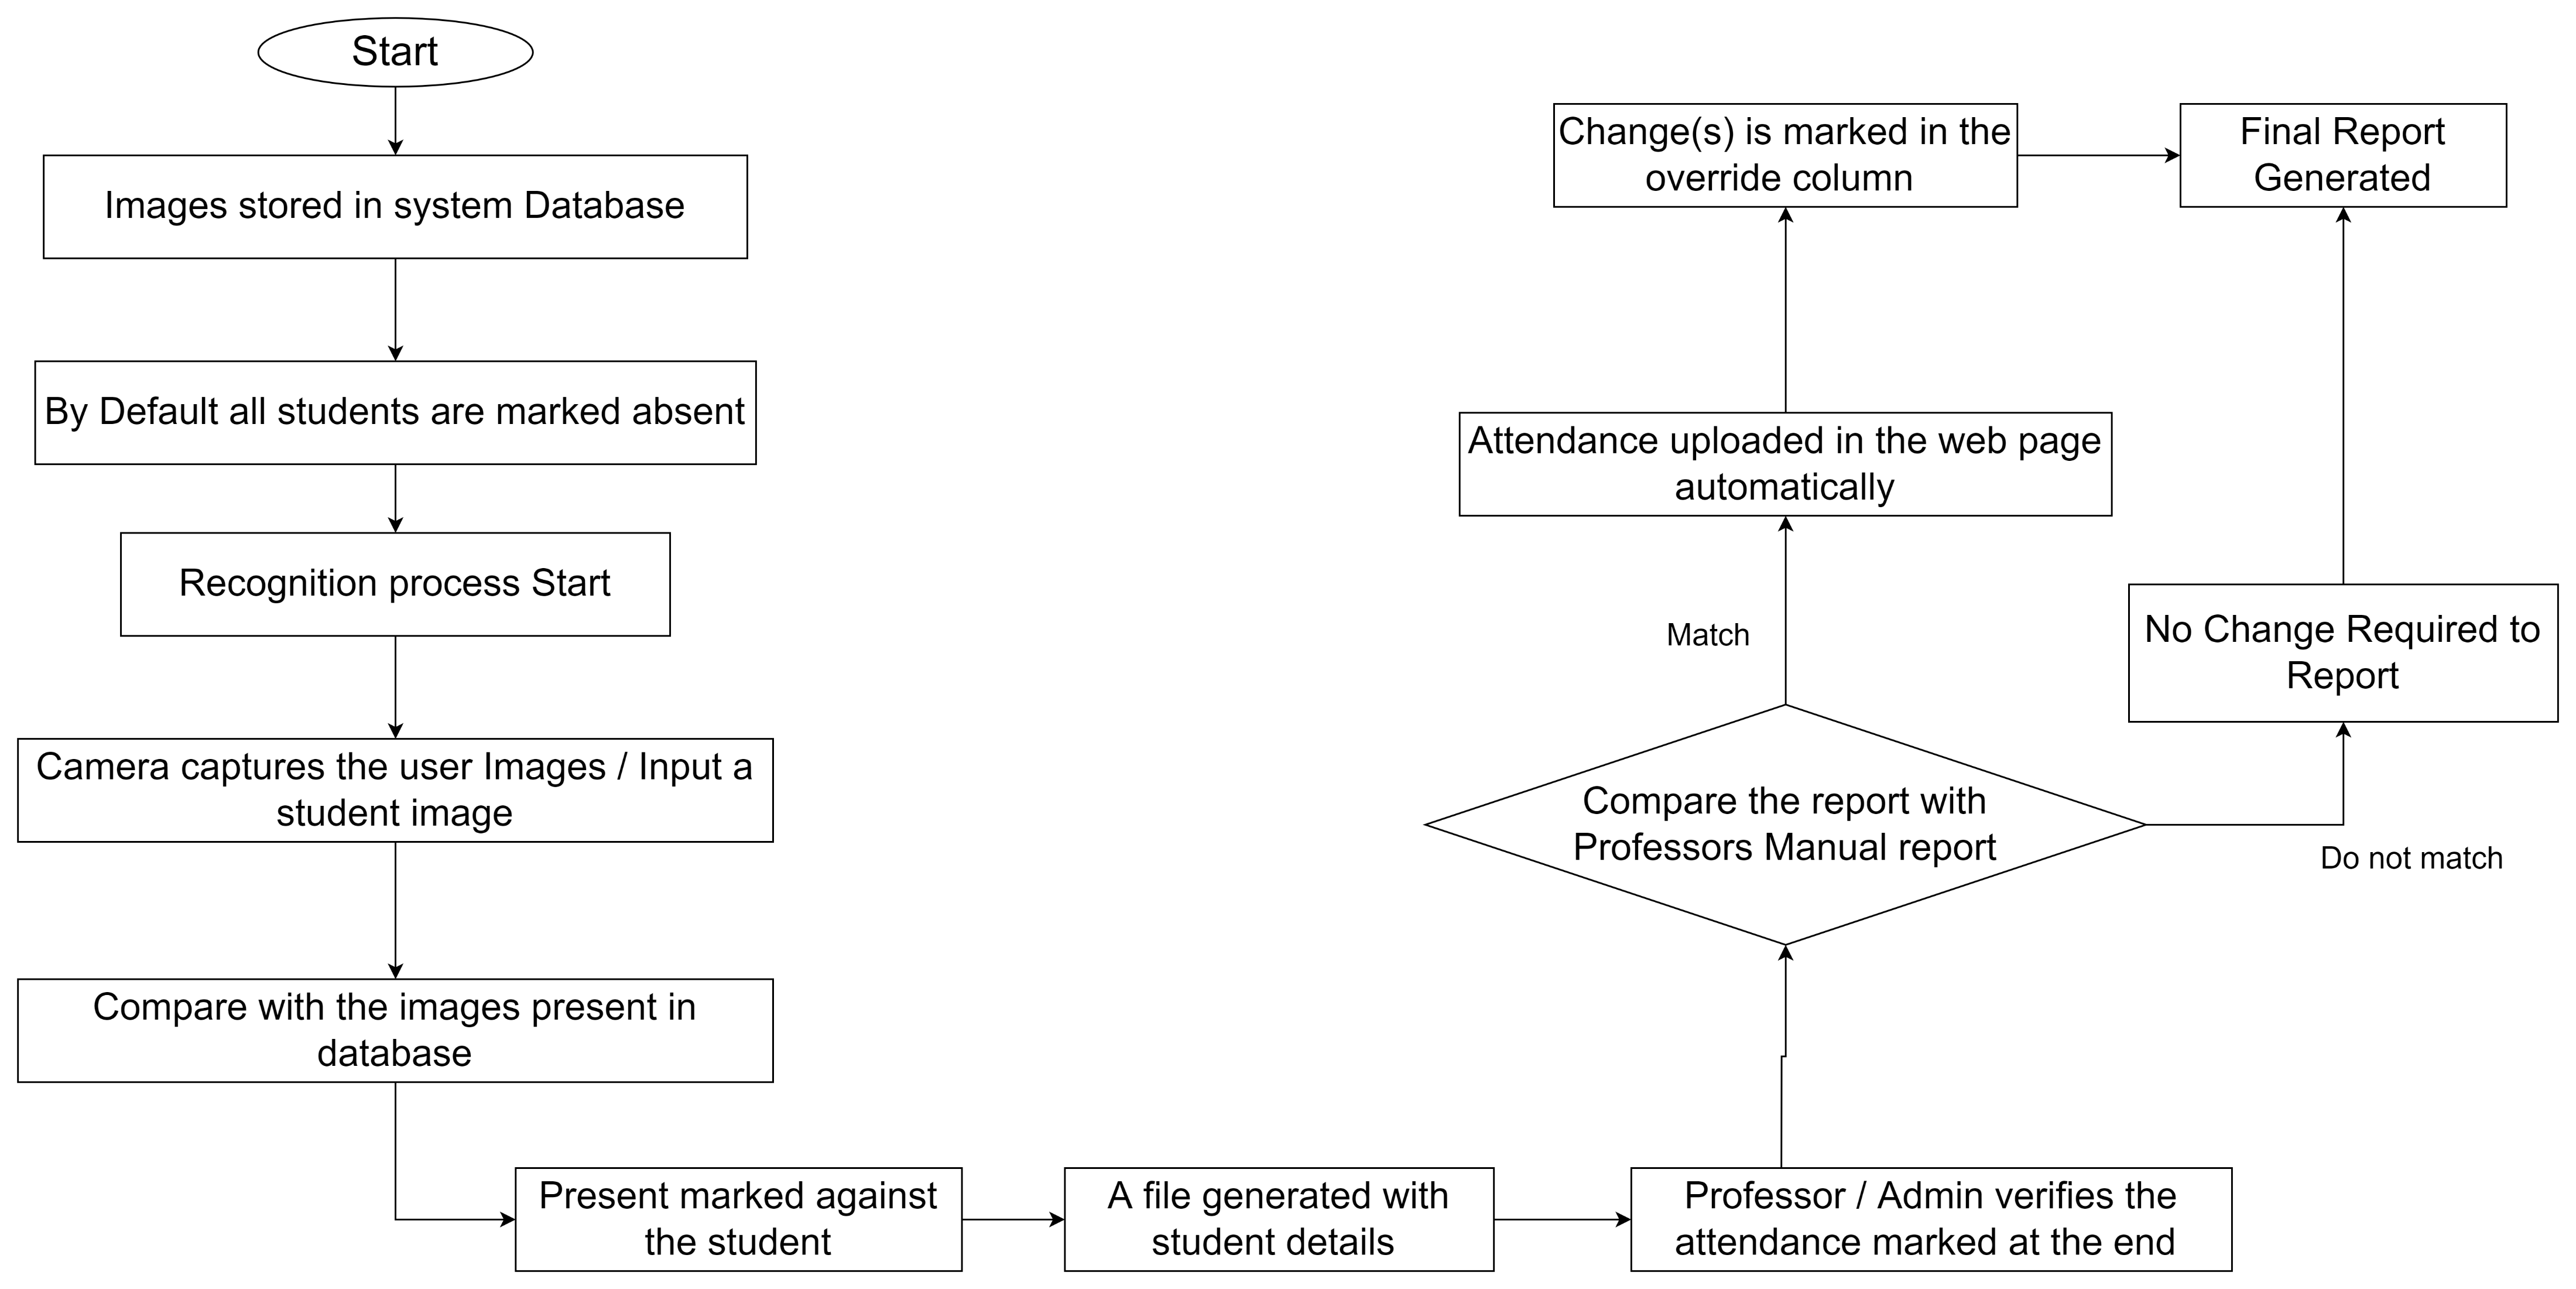 Start
Images stored in system Database
By Default all students are marked absent
Recognition process Start
Camera captures the user Images / Input a
student image
Compare with the images present in
database
Present marked against
the student
A file generated with
student details
Professor / Admin verifies the
attendance marked at the end
Compare the report with
Professors Manual report
Match
Do not match
Attendance uploaded in the web page
automatically
No Change Required to
Report
Change(s) is marked in the
override column
Final Report
Generated